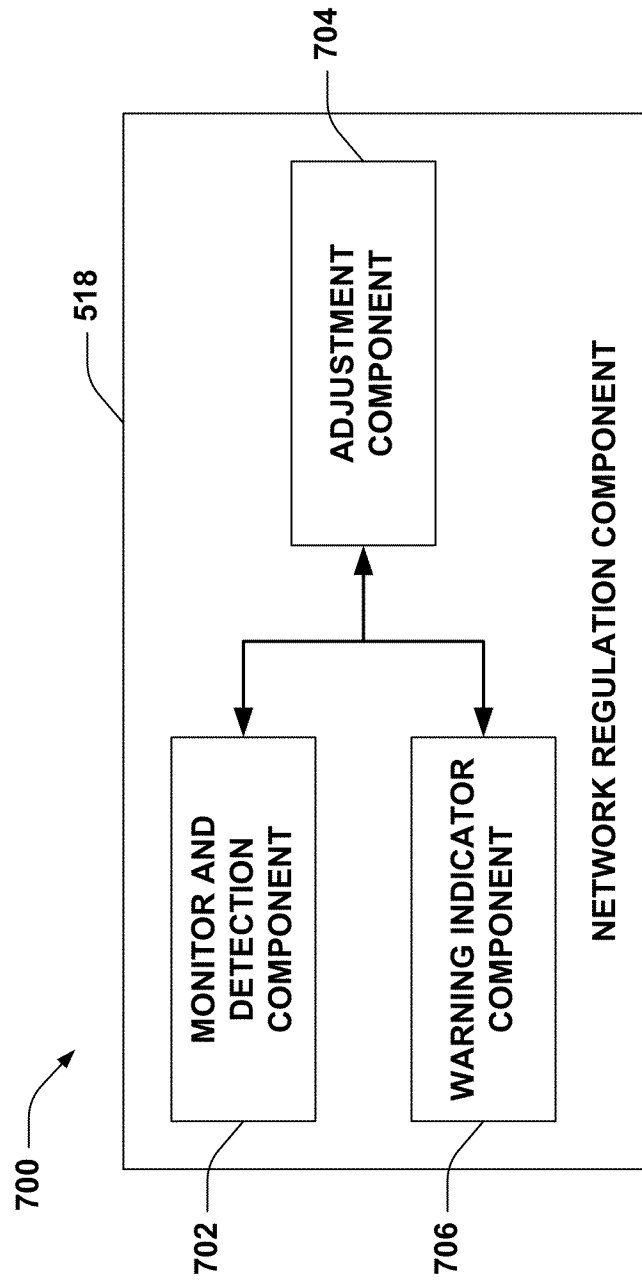 700
518
702
MONITOR AND
DETECTION
COMPONENT
704
ADJUSTMENT
COMPONENT
706
WARNING INDICATOR
COMPONENT
NETWORK REGULATION COMPONENT